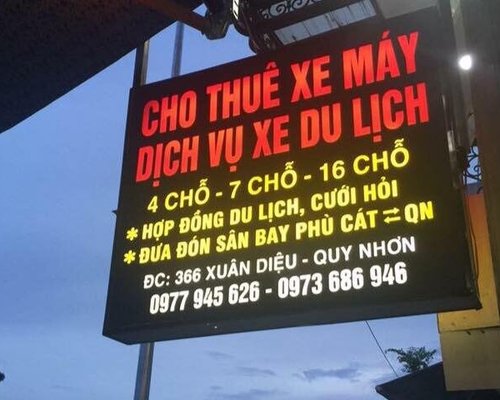 CHO THUÊ XE MÁY
DỊCH VỤ XE DU LỊCH
4 CHỖ - 7 CHỖ - 16 CHỖ
* HỢP ĐỒNG DU LỊCH, CƯỚI HỎI
* ĐƯA ĐÓN SÂN BAY PHÙ CÁT ⇄ QN
ĐC: 366 XUÂN DIỆU - QUY NHƠN
0977 945 626 - 0973 686 946